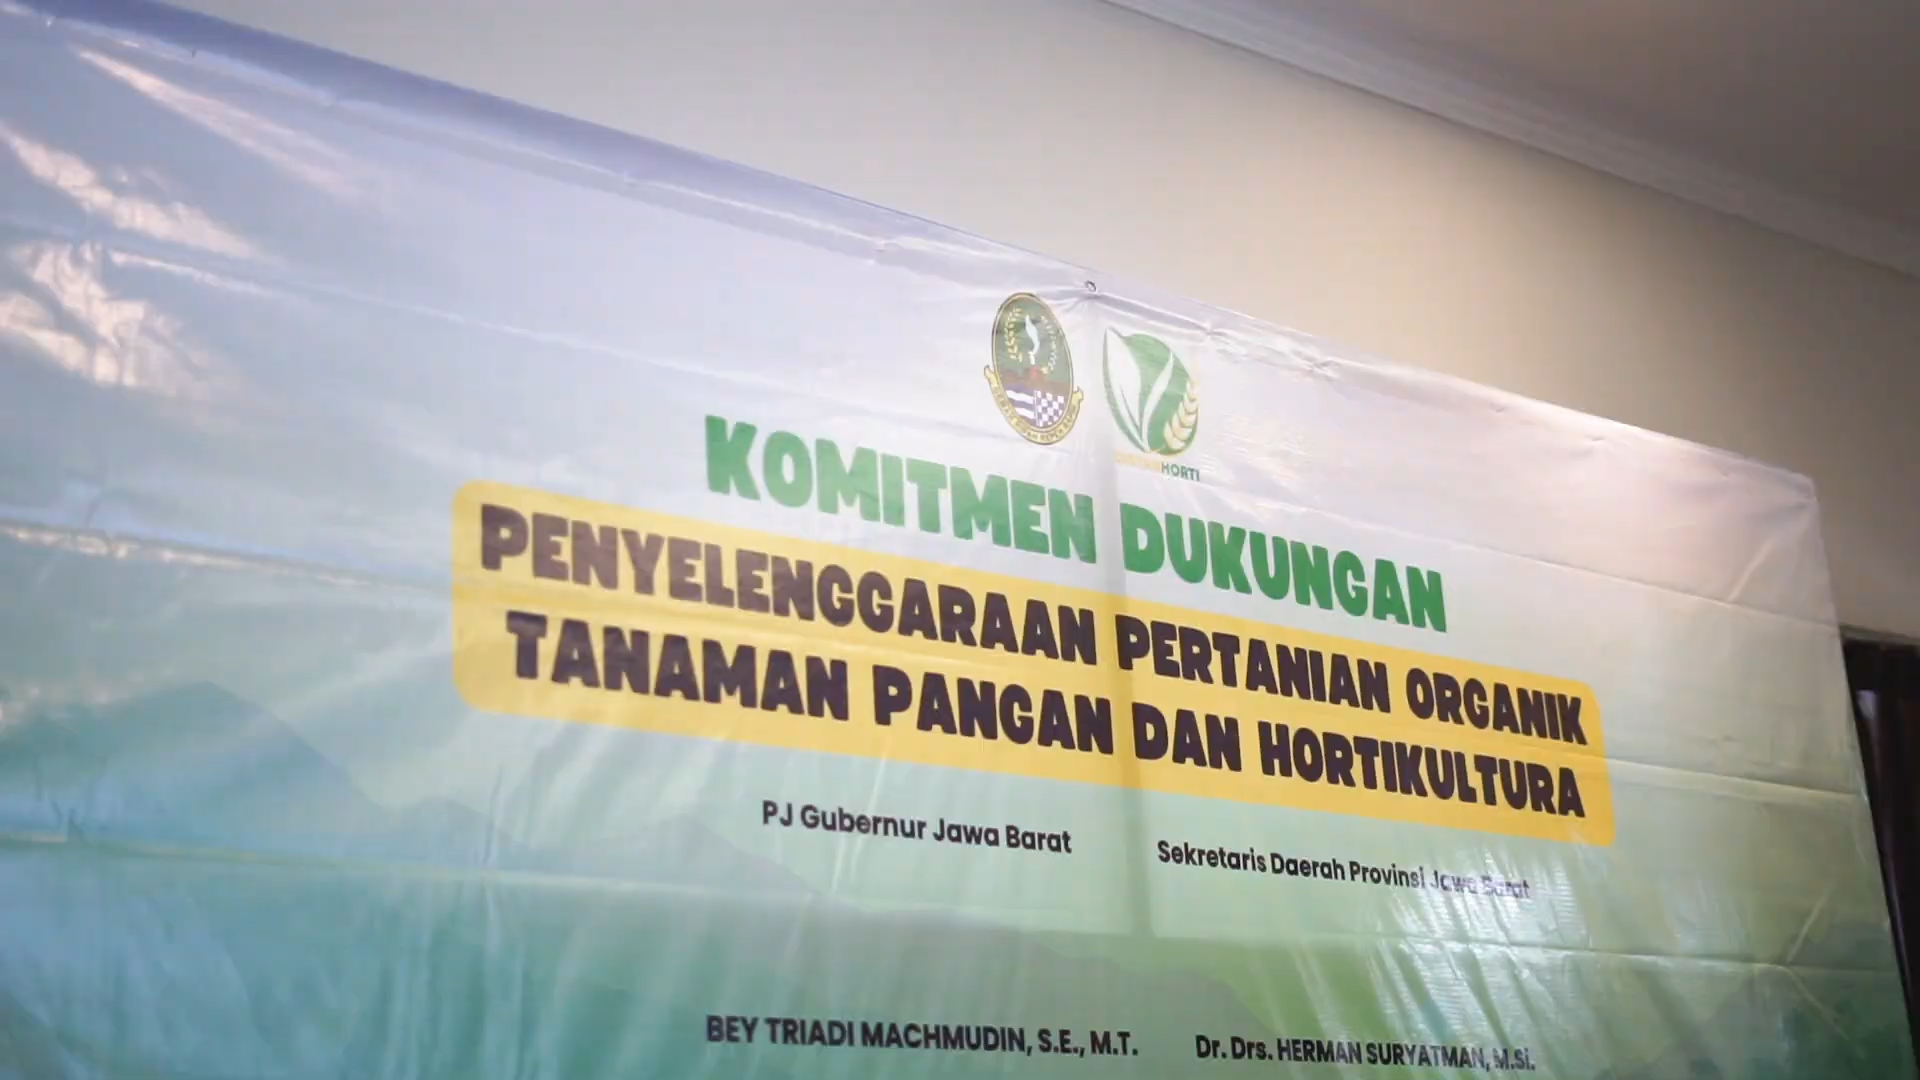 HORTI
KOMITMEN DUKUNGAN
PENYELENGGARAAN PERTANIAN ORGANIK
TANAMAN PANGAN DAN HORTIKULTURA
PJ Gubernur Jawa Barat
Sekretaris Daerah Provinsi Jawa Barat
BEY TRIADI MACHMUDIN, S.E., M.T.
Dr. Drs. HERMAN SURYATMAN, M.Si.